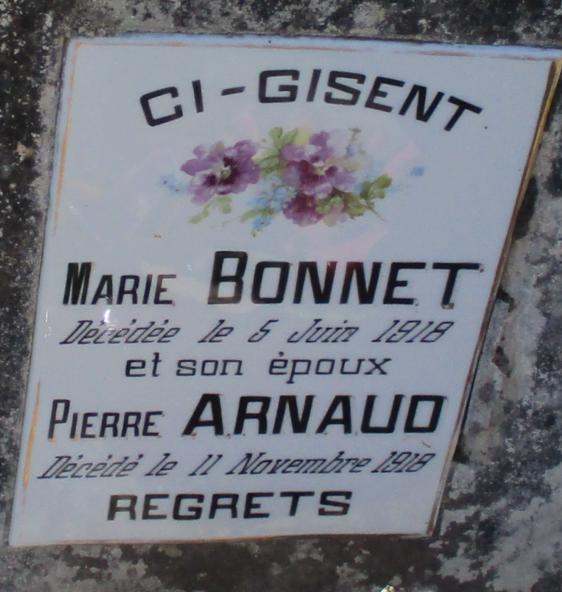 CI-GISENT
MARIE BONNET
Décédée le 5 Juin 1918
et son époux
PIERRE ARNAUD
Décédé le 11 Novembre 1918
REGRETS